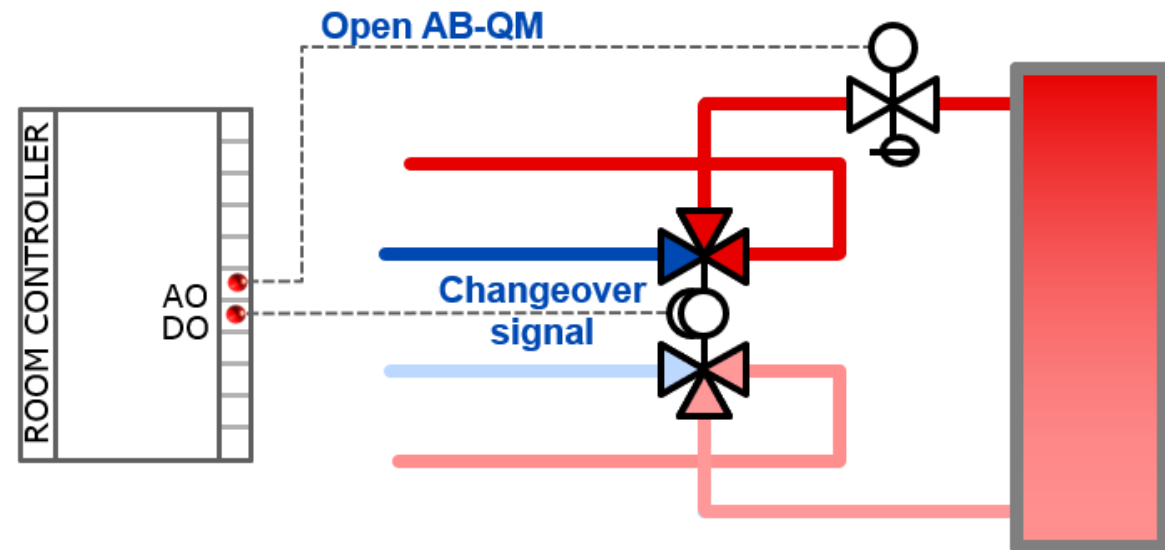 Open AB-QM
ROOM CONTROLLER
AO
DO
Changeover
signal